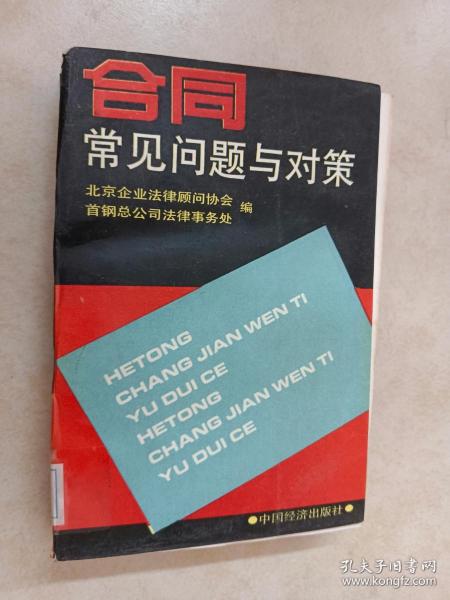 合同
常见问题与对策
北京企业法律顾问协会
首钢总公司法律事务处
编
HETONG
CHANG JIAN WEN TI
YU DUI CE
HETONG
CHANG JIAN WEN TI
YU DUI CE
●中国经济出版社●
孔夫子旧书网
www.kongfz.com